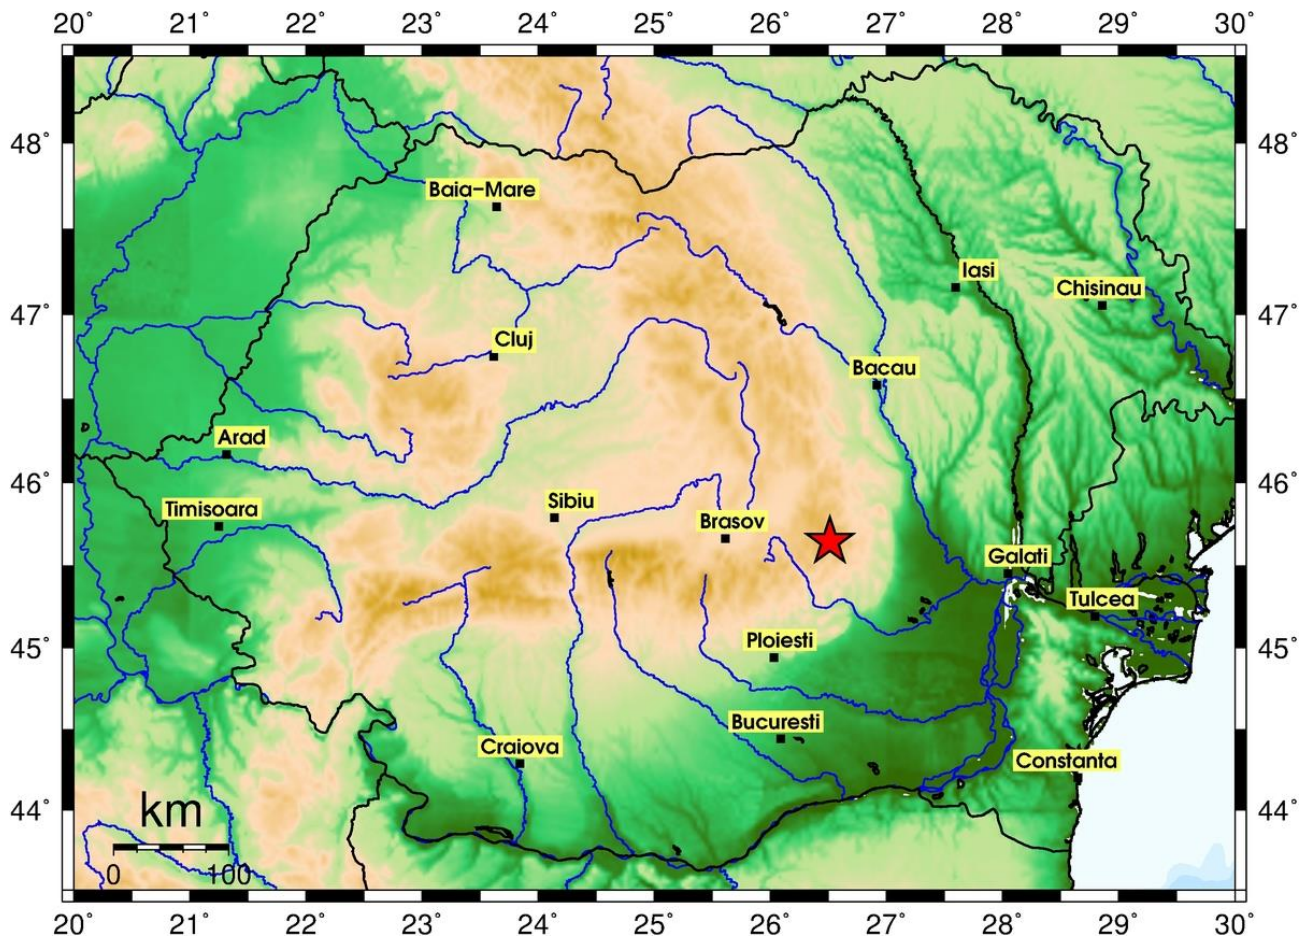 20° 21° 22° 23° 24° 25° 26° 27° 28° 29° 30°
48° 48°
Baia-Mare
Iasi
Chisinau
47° 47°
Cluj
Bacau
Arad
46° 46°
Sibiu
Timisoara
Brasov
Galati
Tulcea
45° 45°
Ploiesti
Bucuresti
Craiova
Constanta
44° 44°
km
0 100
20° 21° 22° 23° 24° 25° 26° 27° 28° 29° 30°